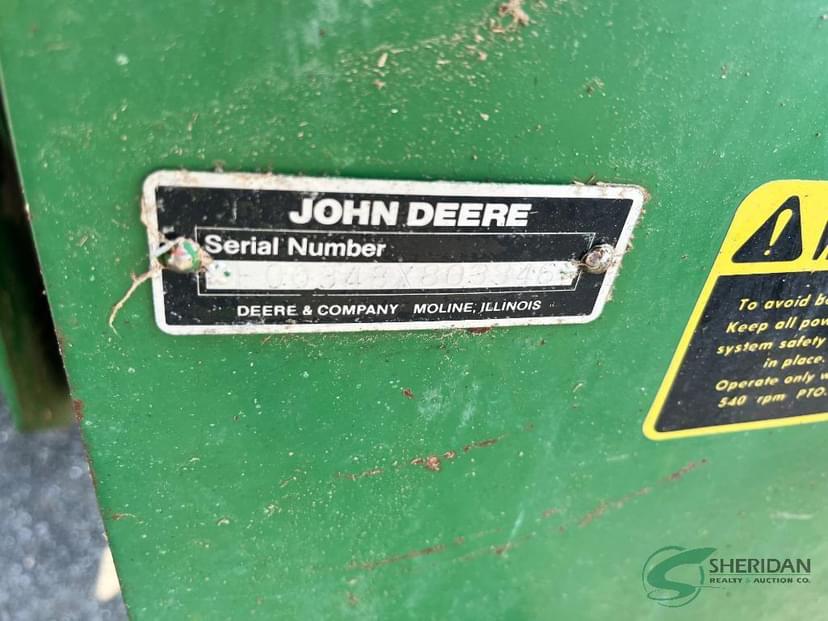 JOHN DEERE
Serial Number
DEERE & COMPANY MOLINE, ILLINOIS
To avoid
Keep all
system safety
in place.
Operate only
540 rpm PTO.
SHERIDAN
REALTY & AUCTION CO.